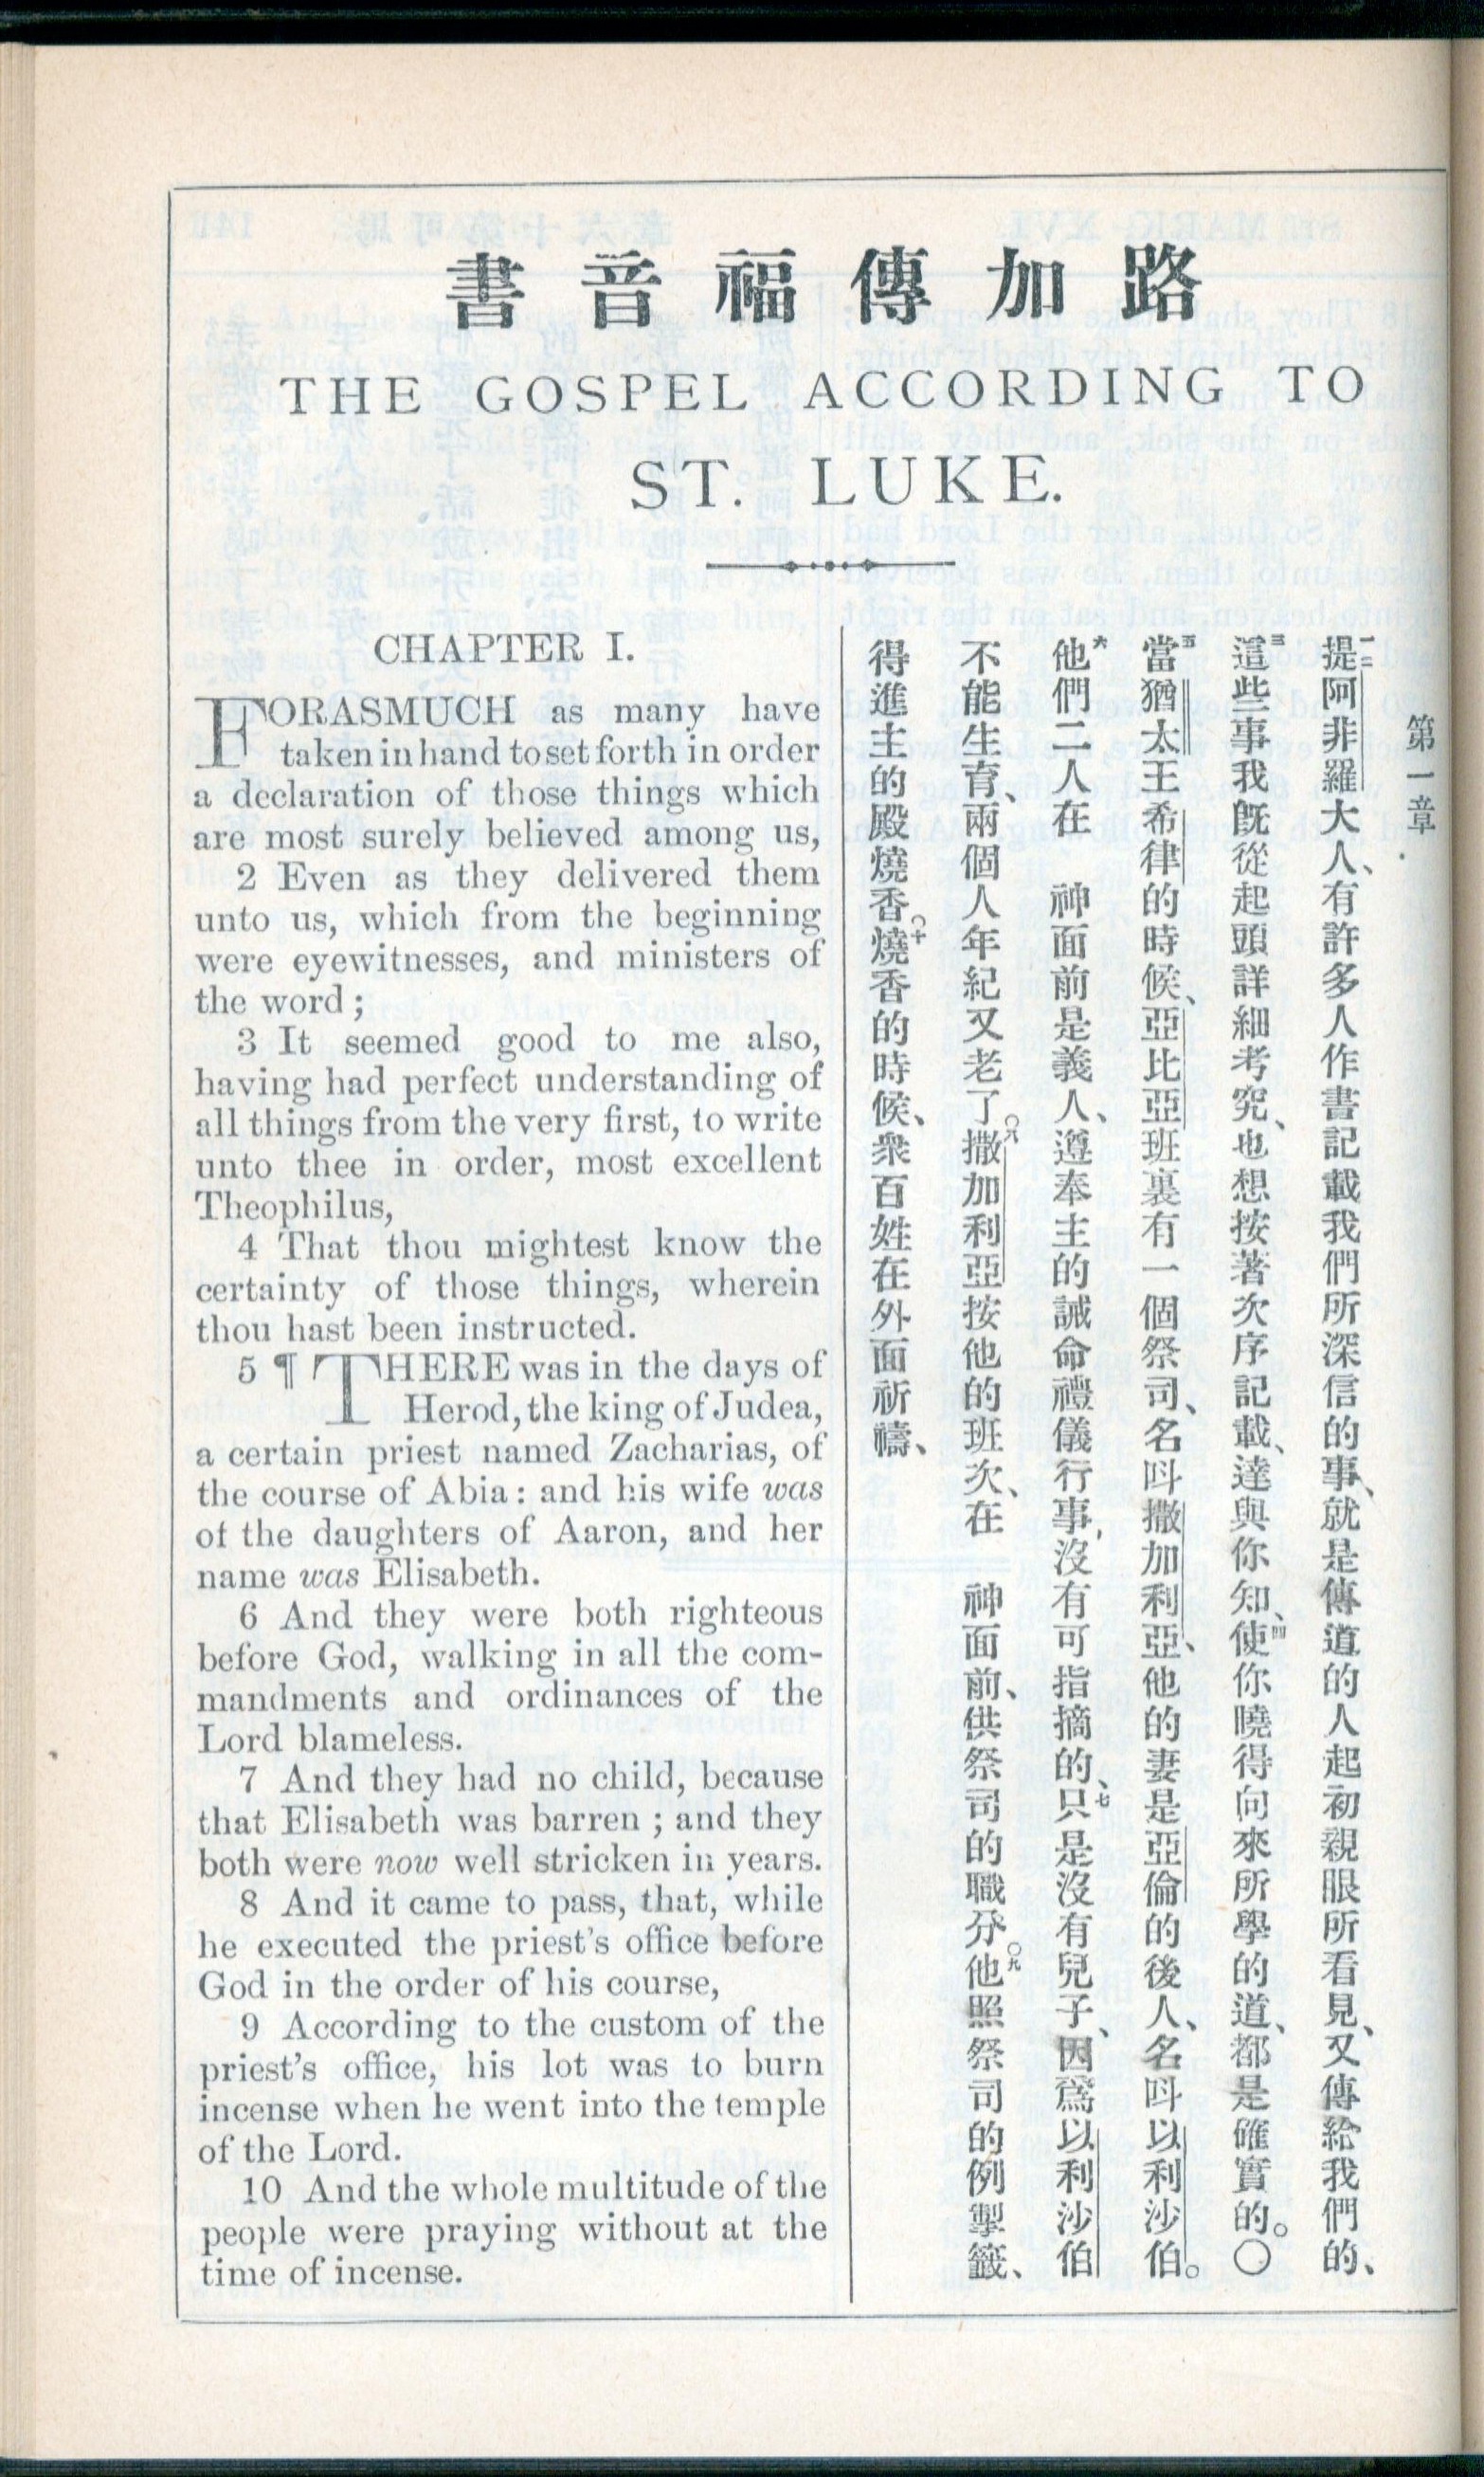 路加傳福音書
THE GOSPEL ACCORDING TO
ST. LUKE.
CHAPTER I.
FORASMUCH as many have
taken in hand to set forth in order
a declaration of those things which
are most surely believed among us,
2 Even as they delivered them
unto us, which from the beginning
were eyewitnesses, and ministers of
the word ;
3 It seemed good to me also,
having had perfect understanding of
all things from the very first, to write
unto thee in order, most excellent
Theophilus,
4 That thou mightest know the
certainty of those things, wherein
thou hast been instructed.
5 ¶ THERE was in the days of
Herod, the king of Judea,
a certain priest named Zacharias, of
the course of Abia : and his wife was
of the daughters of Aaron, and her
name was Elisabeth.
6 And they were both righteous
before God, walking in all the com-
mandments and ordinances of the
Lord blameless.
7 And they had no child, because
that Elisabeth was barren ; and they
both were now well stricken in years.
8 And it came to pass, that, while
he executed the priest's office before
God in the order of his course,
9 According to the custom of the
priest's office, his lot was to burn
incense when he went into the temple
of the Lord.
10 And the whole multitude of the
people were praying without at the
time of incense.
第一章
一二提阿非羅大人、有許多人作書記載我們所深信的事、就是傳道的人起初親眼所看見、又傳給我們的、
三這些事我旣從起頭詳細考究、也想按著次序記載、達與你知、四使你曉得向來所學的道、都是確實的。〇
五當猶太王希律的時候、亞比亞班裏有一個祭司、名呌撒加利亞、他的妻是亞倫的後人、名呌以利沙伯。
六他們二人在 神面前是義人、遵奉主的誡命禮儀行事、沒有可指摘的、七只是沒有兒子、因爲以利沙伯
不能生育、兩個人年紀又老了。八撒加利亞按他的班次、在 神面前、供祭司的職分。九他照祭司的例掣籤、
得進主的殿燒香。十燒香的時候、衆百姓在外面祈禱、